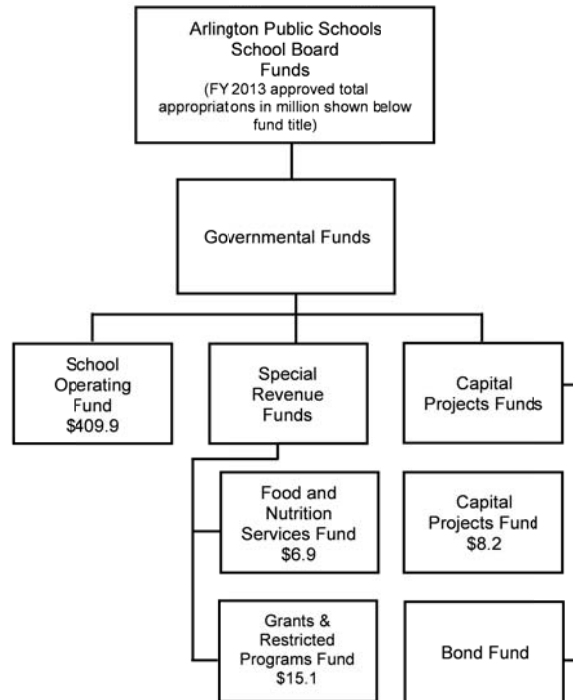 Arlington Public Schools
School Board
Funds
(FY 2013 approved total
appropriatons in million shown below
fund title)
Governmental Funds
School
Operating
Fund
$409.9
Special
Revenue
Funds
Capital
Projects Funds
Food and
Nutrition
Services Fund
$6.9
Capital
Projects Fund
$8.2
Grants &
Restricted
Programs Fund
$15.1
Bond Fund